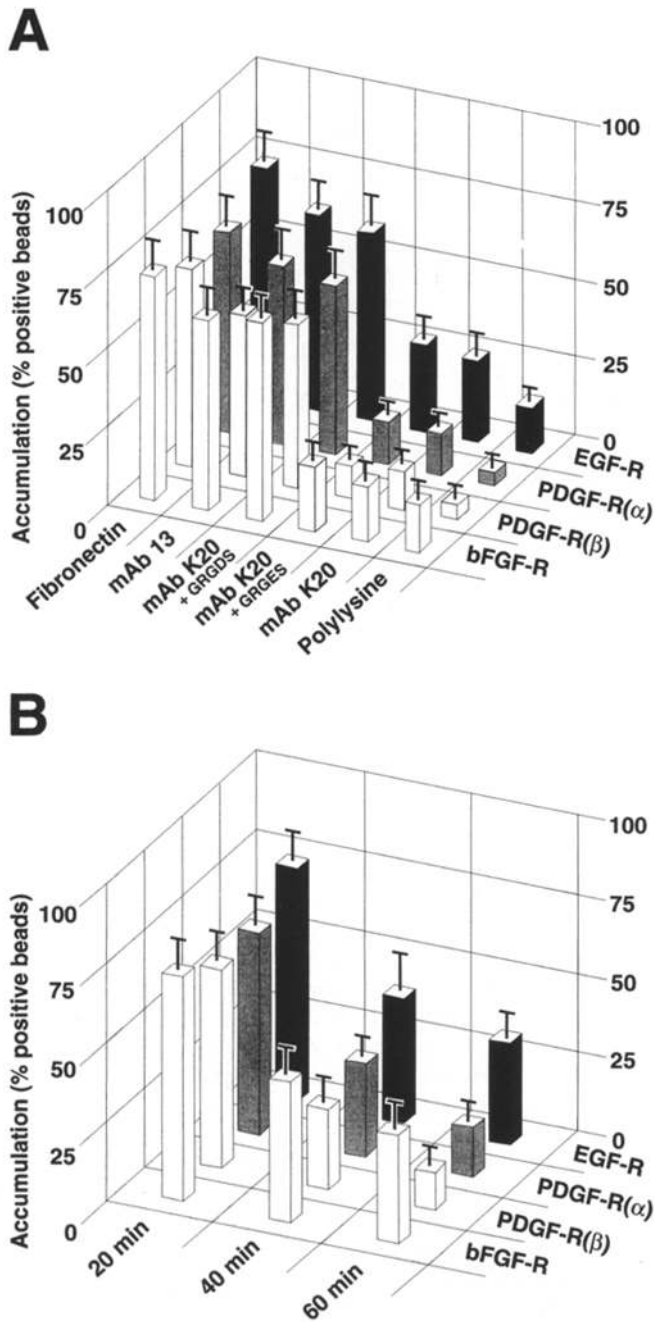 A
Accumulation (% positive beads)
100
75
50
25
0
100
75
50
25
0
Fibronectin
mAb 13
mAb K20
+ GRGDS
mAb K20
+ GRGES
mAb K20
Polylysine
EGF-R
PDGF-R(α)
PDGF-R(β)
bFGF-R
B
Accumulation (% positive beads)
100
75
50
25
0
100
75
50
25
0
20 min
40 min
60 min
EGF-R
PDGF-R(α)
PDGF-R(β)
bFGF-R